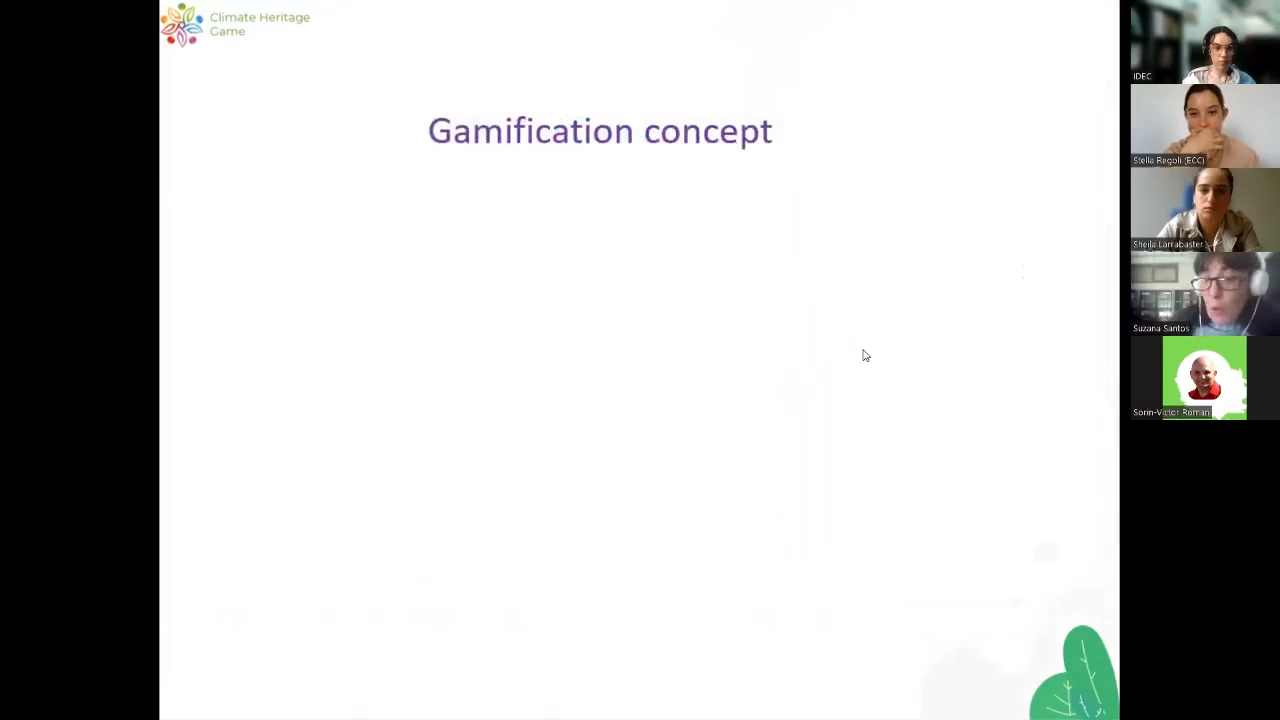 Climate Heritage
Game
Gamification concept
IDEC
Stella Regoli (ECC)
Sheila Larrabaster
Suzana Santos
Sorin-Victor Roman